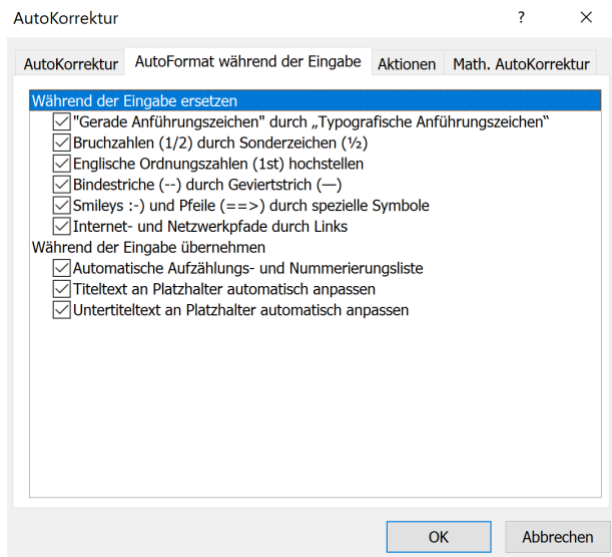 AutoKorrektur ? ×
AutoKorrektur AutoFormat während der Eingabe Aktionen Math. AutoKorrektur
Während der Eingabe ersetzen
"Gerade Anführungszeichen" durch „Typografische Anführungszeichen“
Bruchzahlen (1/2) durch Sonderzeichen (½)
Englische Ordnungszahlen (1st) hochstellen
Bindestriche (--) durch Geviertstrich (—)
Smileys :-) und Pfeile (==>) durch spezielle Symbole
Internet- und Netzwerkpfade durch Links
Während der Eingabe übernehmen
Automatische Aufzählungs- und Nummerierungsliste
Titeltext an Platzhalter automatisch anpassen
Untertiteltext an Platzhalter automatisch anpassen
OK Abbrechen